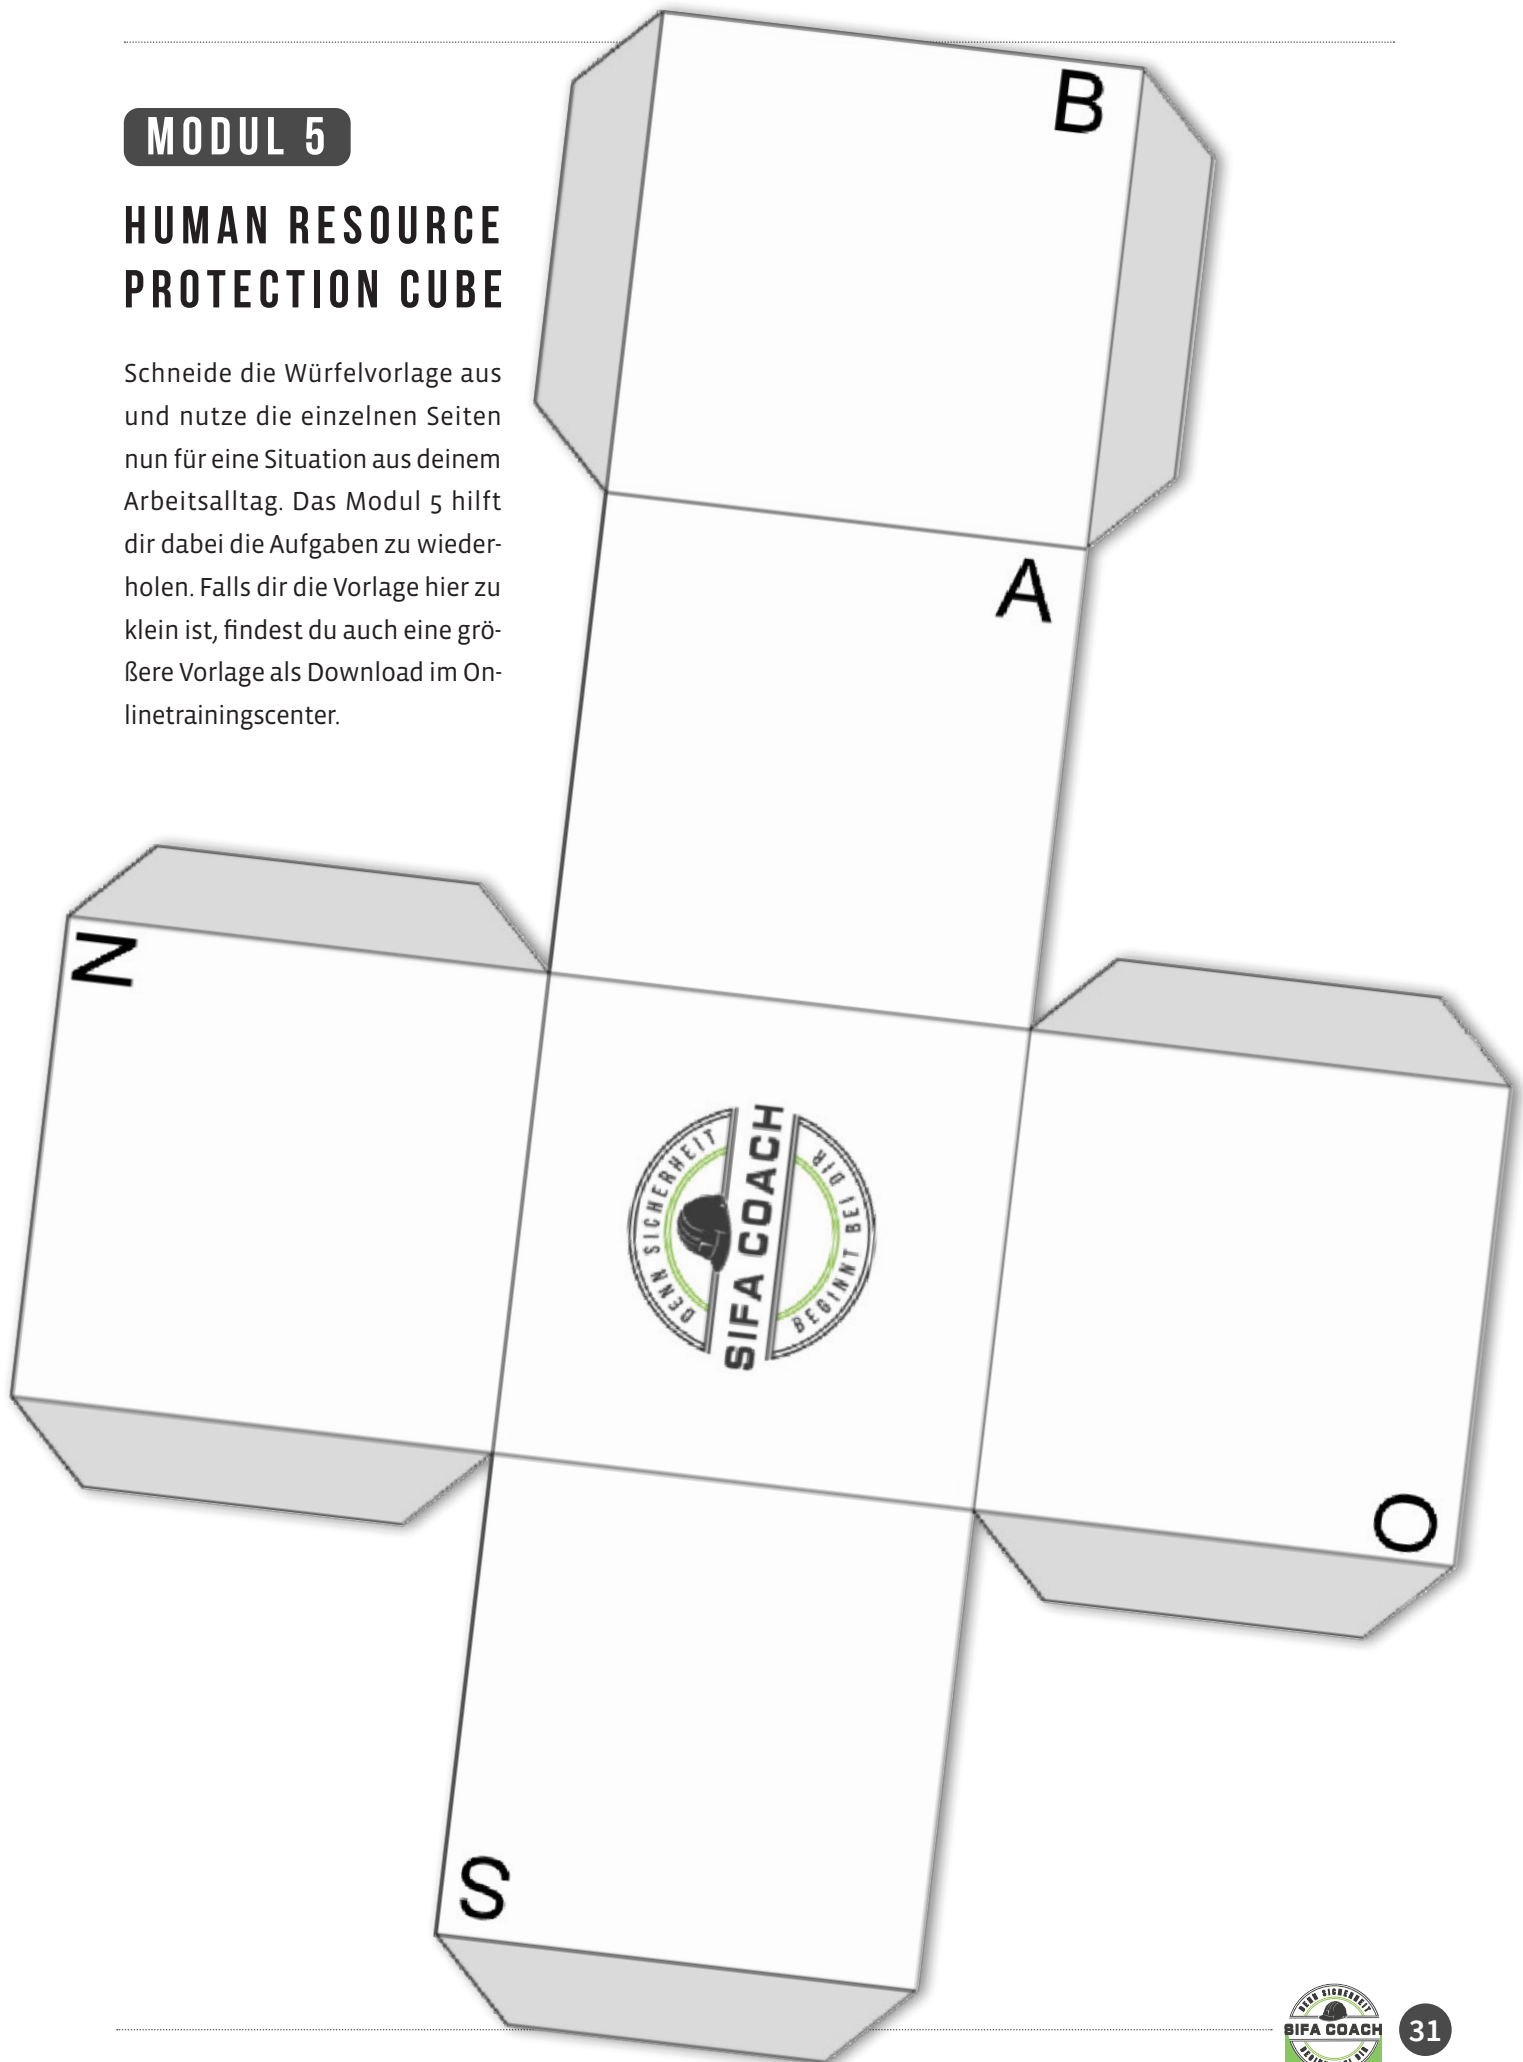 MODUL 5
HUMAN RESOURCE
PROTECTION CUBE
Schneide die Würfelvorlage aus
und nutze die einzelnen Seiten
nun für eine Situation aus deinem
Arbeitsalltag. Das Modul 5 hilft
dir dabei die Aufgaben zu wieder-
holen. Falls dir die Vorlage hier zu
klein ist, findest du auch eine grö-
ßere Vorlage als Download im On-
linetrainingscenter.
B
A
N
DENN SICHERHEIT
SIFA COACH
BEGINNT BEI DIR
O
S
DENN SICHERHEIT
SIFA COACH
31